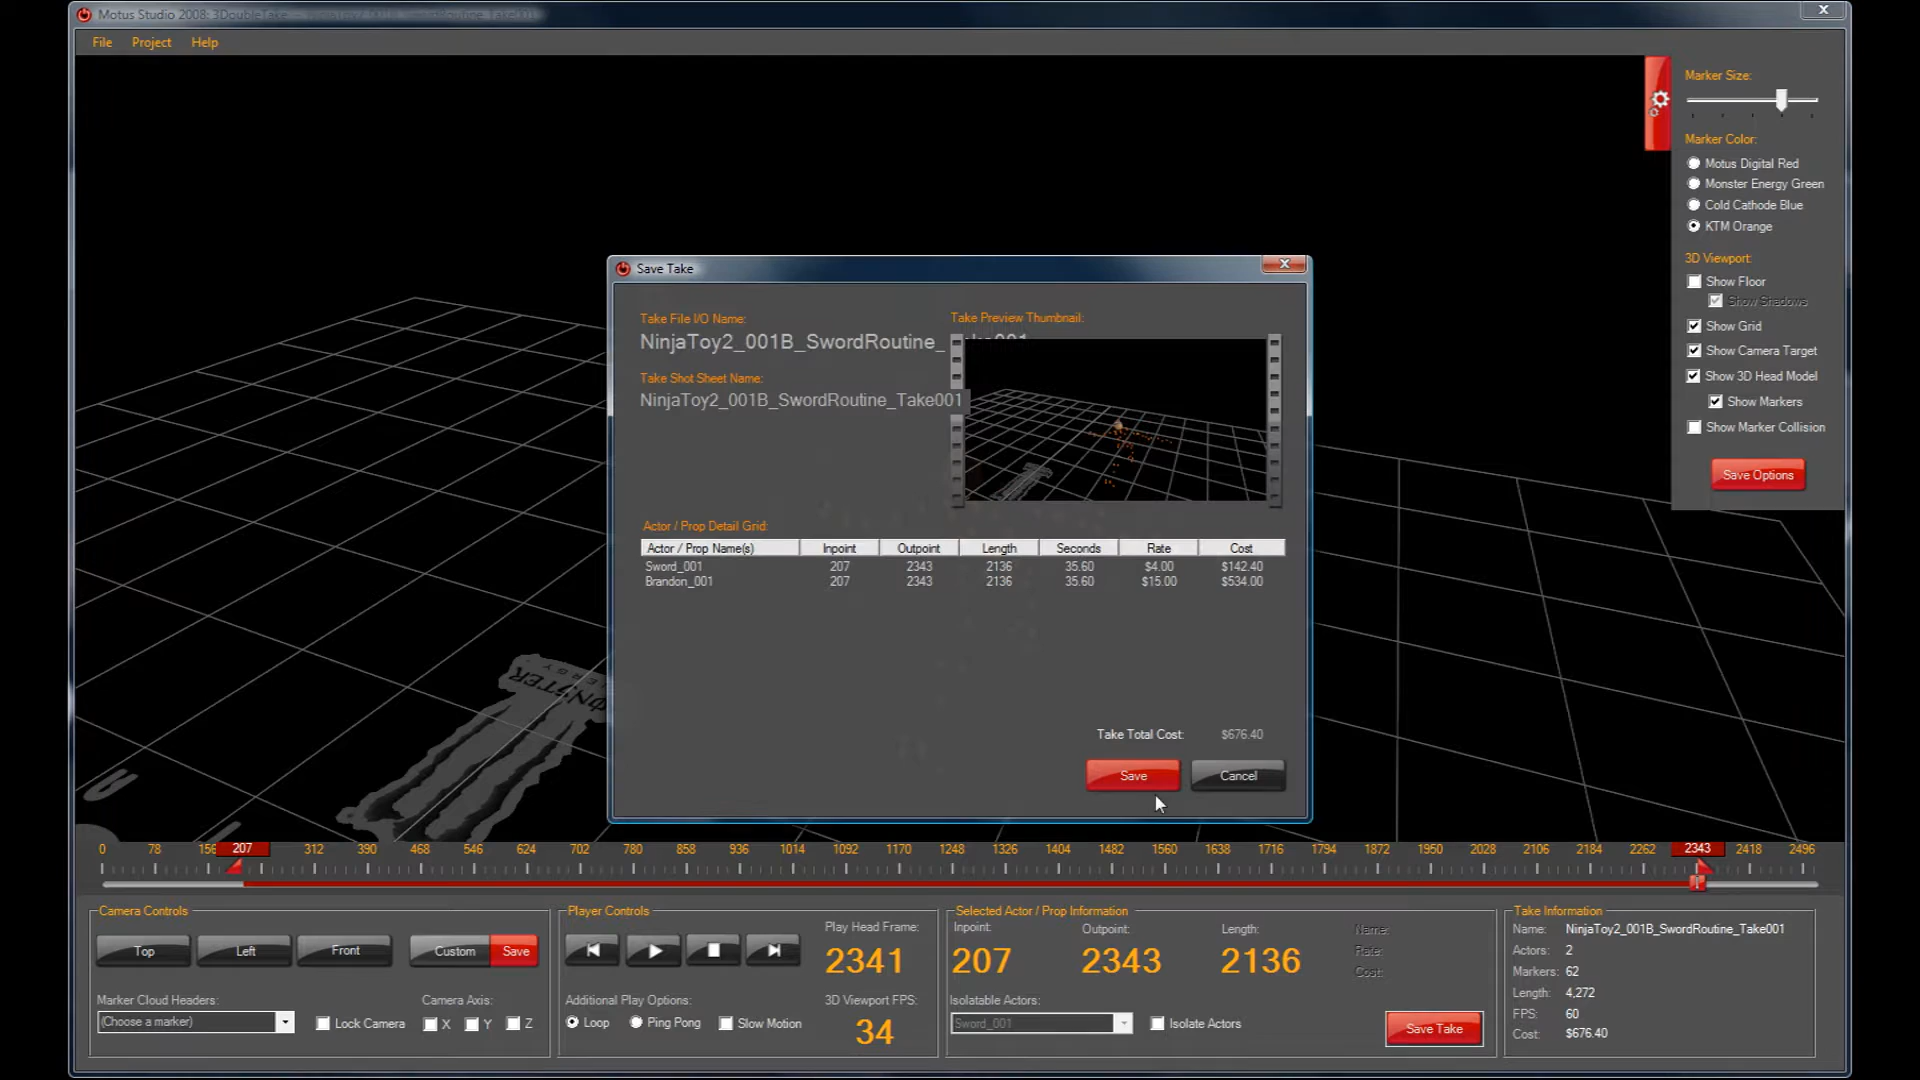 Motus Studio 2008: 3DoubleTake
File Project Help
Marker Size:
Marker Color:
Motus Digital Red
Monster Energy Green
Cold Cathode Blue
KTM Orange
3D Viewport:
Show Floor
Show Shadows
Show Grid
Show Camera Target
Show 3D Head Model
Show Markers
Show Marker Collision
Save Options
Save Take
Take File I/O Name:
NinjaToy2_001B_SwordRoutine_
Take Shot Sheet Name:
NinjaToy2_001B_SwordRoutine_Take001
Take Preview Thumbnail:
Actor / Prop Detail Grid:
Actor / Prop Name(s) Inpoint Outpoint Length Seconds Rate Cost
Sword_001 207 2343 2136 35.60 $4.00 $142.40
Brandon_001 207 2343 2136 35.60 $15.00 $534.00
Take Total Cost: $676.40
Save Cancel
MONSTER
0 78 156 207 312 390 468 546 624 702 780 858 936 1014 1092 1170 1248 1326 1404 1482 1560 1638 1716 1794 1872 1950 2028 2106 2184 2262 2343 2418 2496
Camera Controls
Top Left Front Custom Save
Marker Cloud Headers:
(Choose a marker)
Lock Camera
Camera Axis:
X Y Z
Player Controls
Play Head Frame:
2341
Additional Play Options:
Loop Ping Pong Slow Motion
3D Viewport FPS:
34
Selected Actor / Prop Information
Inpoint: Outpoint: Length:
207 2343 2136
Name:
Rate:
Cost:
Isolatable Actors:
Sword_001
Isolate Actors
Save Take
Take Information
Name: NinjaToy2_001B_SwordRoutine_Take001
Actors: 2
Markers: 62
Length: 4,272
FPS: 60
Cost: $676.40